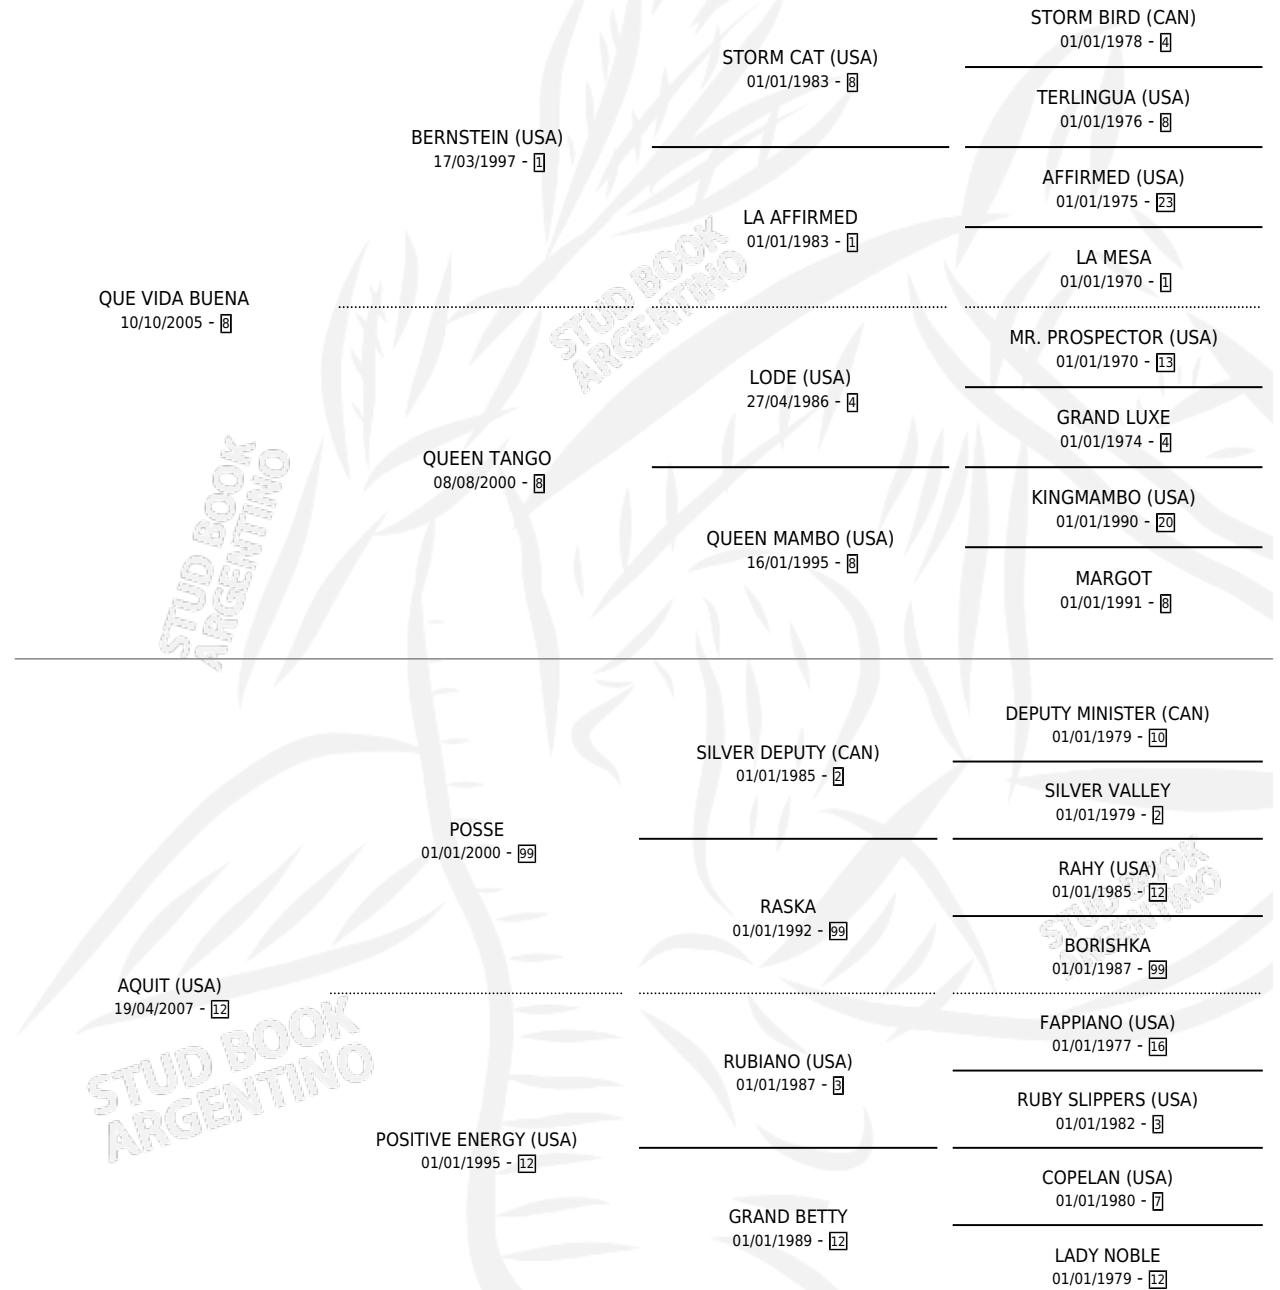 STORM BIRD (CAN)
01/01/1978 - 4
STORM CAT (USA)
01/01/1983 - 8
TERLINGUA (USA)
01/01/1976 - 8
BERNSTEIN (USA)
17/03/1997 - 1
AFFIRMED (USA)
01/01/1975 - 23
LA AFFIRMED
01/01/1983 - 1
LA MESA
01/01/1970 - 1
QUE VIDA BUENA
10/10/2005 - 8
MR. PROSPECTOR (USA)
01/01/1970 - 13
LODE (USA)
27/04/1986 - 4
GRAND LUXE
01/01/1974 - 4
QUEEN TANGO
08/08/2000 - 8
KINGMAMBO (USA)
01/01/1990 - 20
QUEEN MAMBO (USA)
16/01/1995 - 8
MARGOT
01/01/1991 - 8
STUD BOOK
ARGENTINO
STUD BOOK
ARGENTINO
DEPUTY MINISTER (CAN)
01/01/1979 - 10
SILVER DEPUTY (CAN)
01/01/1985 - 2
SILVER VALLEY
01/01/1979 - 2
POSSE
01/01/2000 - 99
RAHY (USA)
01/01/1985 - 12
RASKA
01/01/1992 - 99
BORISHKA
01/01/1987 - 99
STUD BOOK
ARGENTINO
AQUIT (USA)
19/04/2007 - 12
FAPPIANO (USA)
01/01/1977 - 16
RUBIANO (USA)
01/01/1987 - 3
RUBY SLIPPERS (USA)
01/01/1982 - 3
POSITIVE ENERGY (USA)
01/01/1995 - 12
COPELAN (USA)
01/01/1980 - 7
GRAND BETTY
01/01/1989 - 12
LADY NOBLE
01/01/1979 - 12
STUD BOOK
ARGENTINO